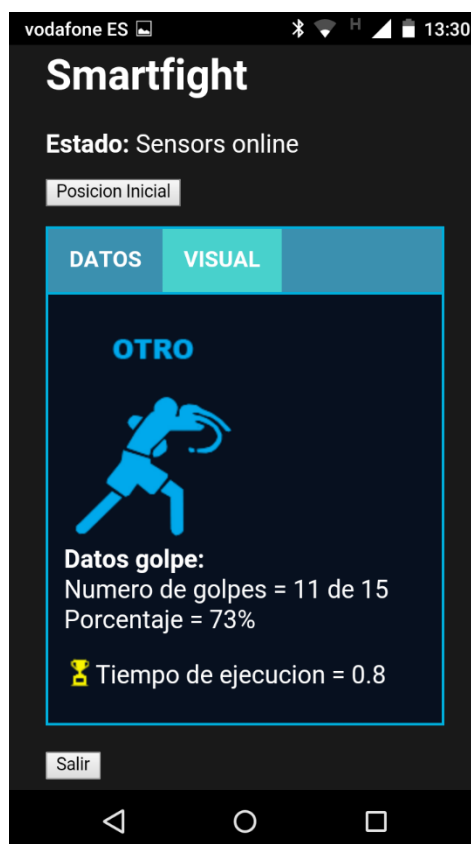 vodafone ES H 13:30
Smartfight
Estado: Sensors online
Posicion Inicial
DATOS VISUAL
OTRO
Datos golpe:
Numero de golpes = 11 de 15
Porcentaje = 73%
Tiempo de ejecucion = 0.8
Salir